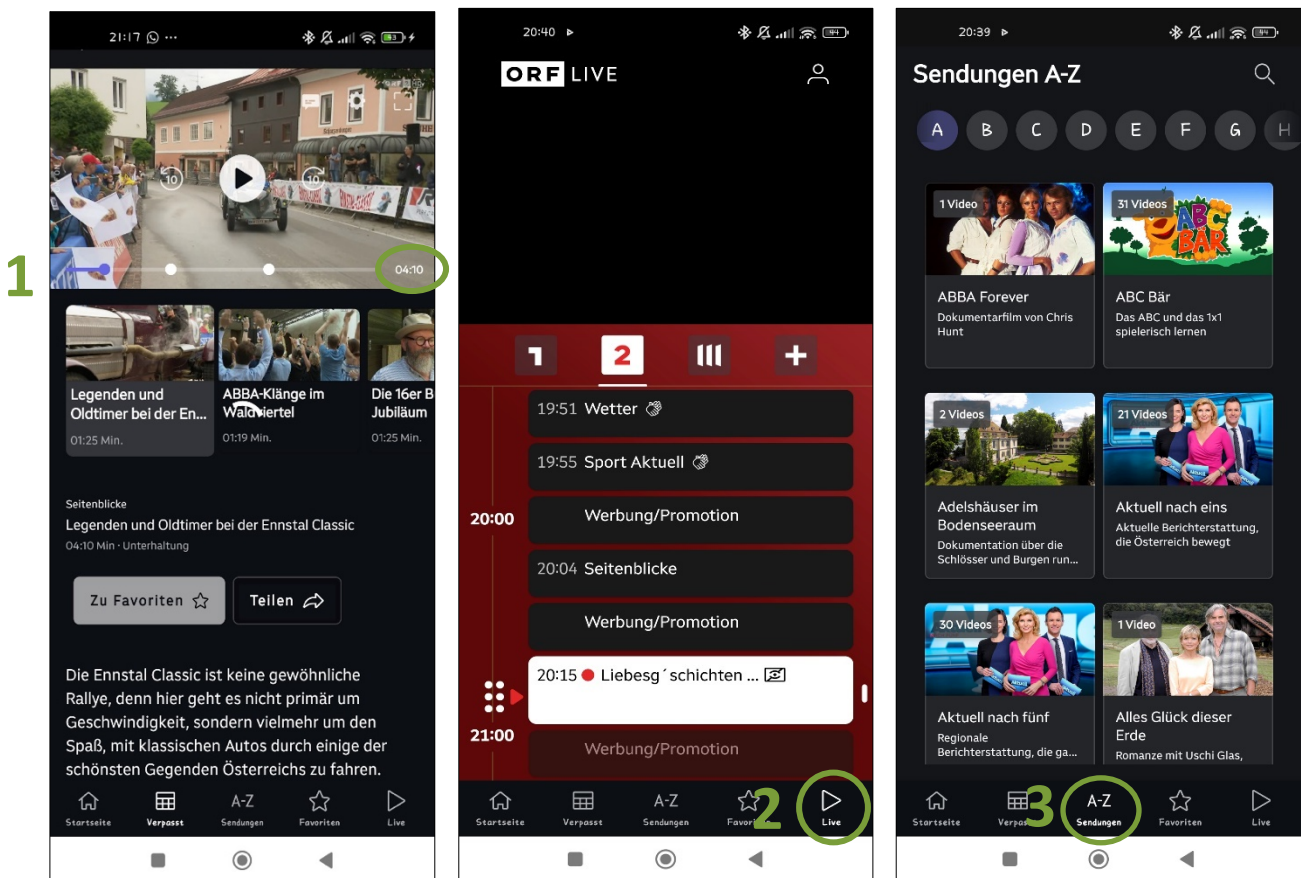 1
21:17 ...
10
10
04:10
Legenden und
Oldtimer bei der En...
01:25 Min.
ABBA-Klänge im
Waldviertel
01:19 Min.
Die 16er B
Jubiläum
01:25 Min.
Seitenblicke
Legenden und Oldtimer bei der Ennstal Classic
04:10 Min · Unterhaltung
Zu Favoriten
Teilen
Die Ennstal Classic ist keine gewöhnliche
Rallye, denn hier geht es nicht primär um
Geschwindigkeit, sondern vielmehr um den
Spaß, mit klassischen Autos durch einige der
schönsten Gegenden Österreichs zu fahren.
Startseite Verpasst A-Z Sendungen Favoriten Live
20:40
44
ORF LIVE
1 2 III +
19:51 Wetter
19:55 Sport Aktuell
20:00
Werbung/Promotion
20:04 Seitenblicke
Werbung/Promotion
20:15 Liebesg´schichten ...
21:00
Werbung/Promotion
2
Startseite Verpasst A-Z Sendungen Favoriten Live
20:39
44
Sendungen A-Z
A B C D E F G H
1 Video
ABBA Forever
Dokumentarfilm von Chris
Hunt
31 Videos
ABC BÄR
ABC Bär
Das ABC und das 1x1
spielerisch lernen
2 Videos
Adelshäuser im
Bodenseeraum
Dokumentation über die
Schlösser und Burgen run...
21 Videos
Aktuell nach eins
Aktuelle Berichterstattung,
die Österreich bewegt
30 Videos
Aktuell nach fünf
Regionale
Berichterstattung, die ga...
1 Video
Alles Glück dieser
Erde
Romanze mit Uschi Glas,
3
Startseite Verpasst A-Z Sendungen Favoriten Live